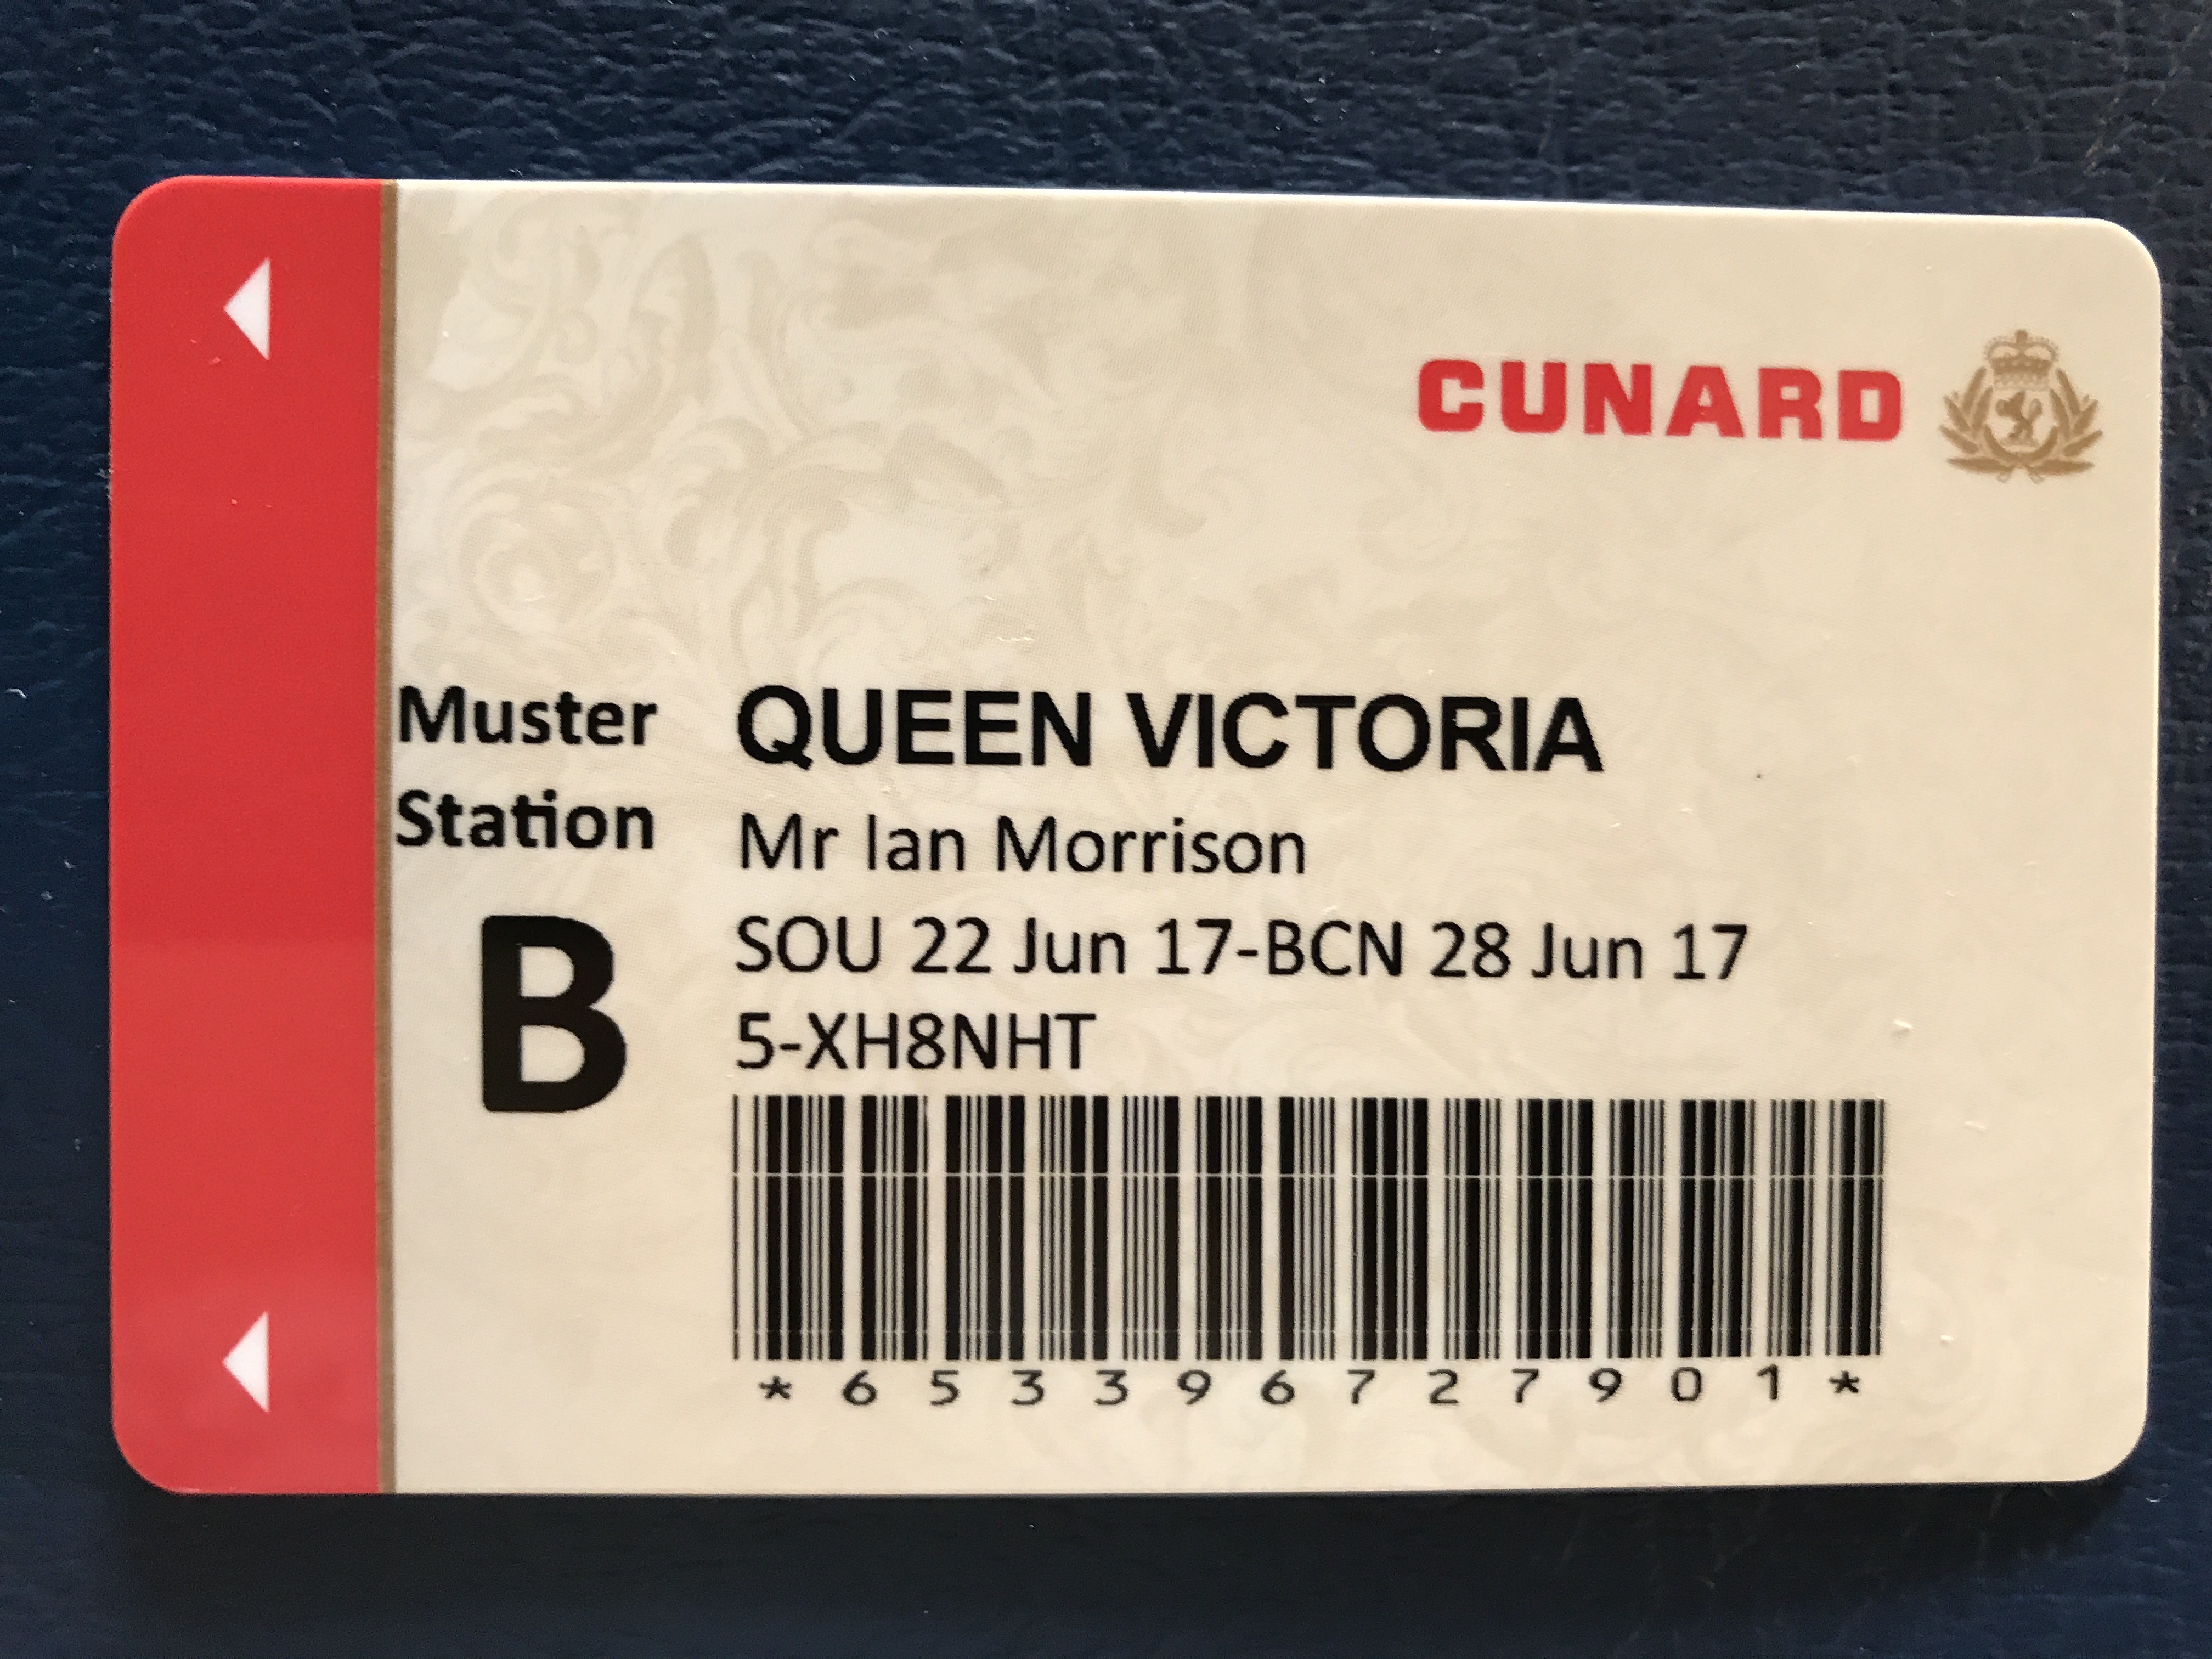 CUNARD
Muster
Station
B
QUEEN VICTORIA
Mr Ian Morrison
SOU 22 Jun 17-BCN 28 Jun 17
5-XH8NHT
*653396727901*